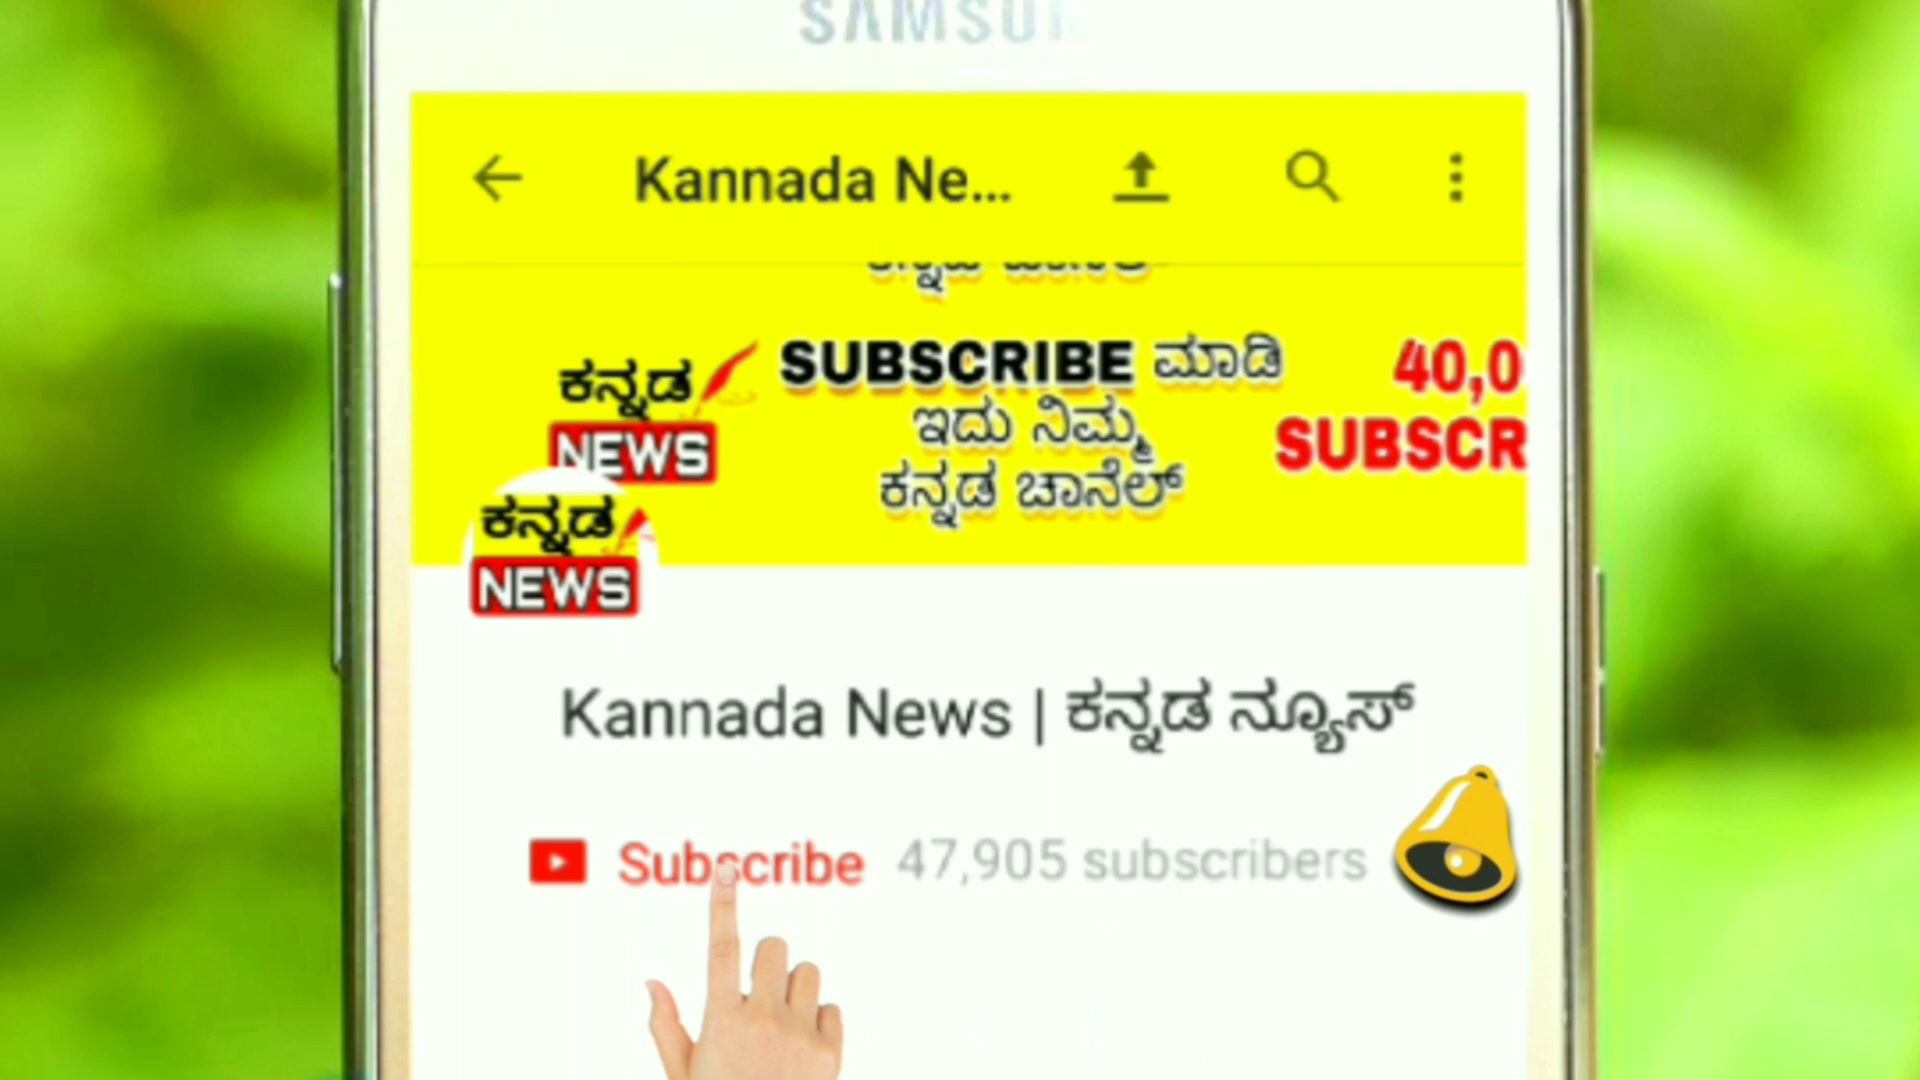 Kannada Ne...
SUBSCRIBE ಮಾಡಿ
ಇದು ನಿಮ್ಮ
ಕನ್ನಡ ಚಾನೆಲ್
40,0
SUBSCR
ಕನ್ನಡ
NEWS
ಕನ್ನಡ
NEWS
Kannada News | ಕನ್ನಡ ನ್ಯೂಸ್
Subscribe 47,905 subscribers